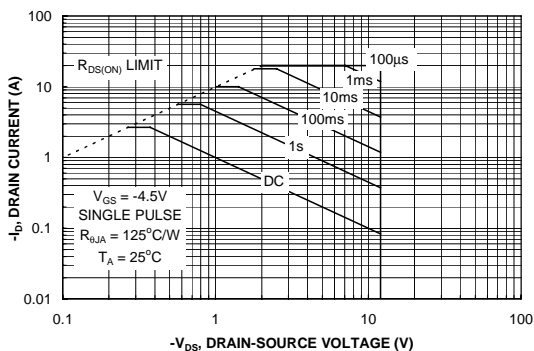 100
10
1
0.1
0.01
-I_D, DRAIN CURRENT (A)
R_DS(ON) LIMIT
100µs
1ms
10ms
100ms
1s
DC
V_GS = -4.5V
SINGLE PULSE
R_θJA = 125°C/W
T_A = 25°C
0.1
1
10
100
-V_DS, DRAIN-SOURCE VOLTAGE (V)